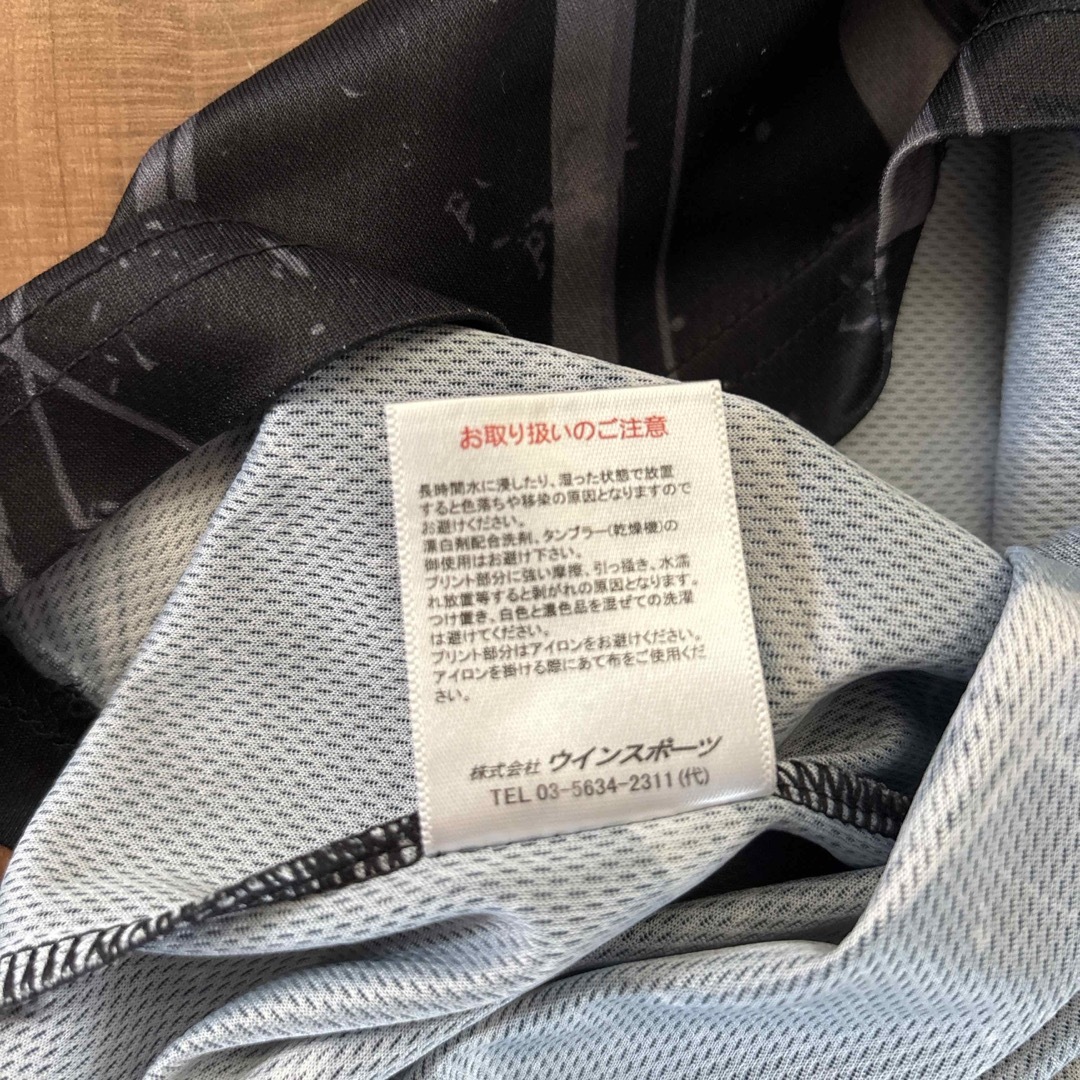 お取り扱いのご注意
長時間水に浸したり、湿った状態で放置
すると色落ちや移染の原因となりますので
お避けください。
漂白剤配合洗剤、タンブラー(乾燥機)の
御使用はお避け下さい。
プリント部分に強い摩擦、引っ掻き、水濡
れ放置等すると剥がれの原因となります。
つけ置き、白色と濃色品を混ぜての洗濯
は避けてください。
プリント部分はアイロンをお避けください。
アイロンを掛ける際にあて布をご使用くだ
さい。
株式会社 ウインスポーツ
TEL 03-5634-2311(代)